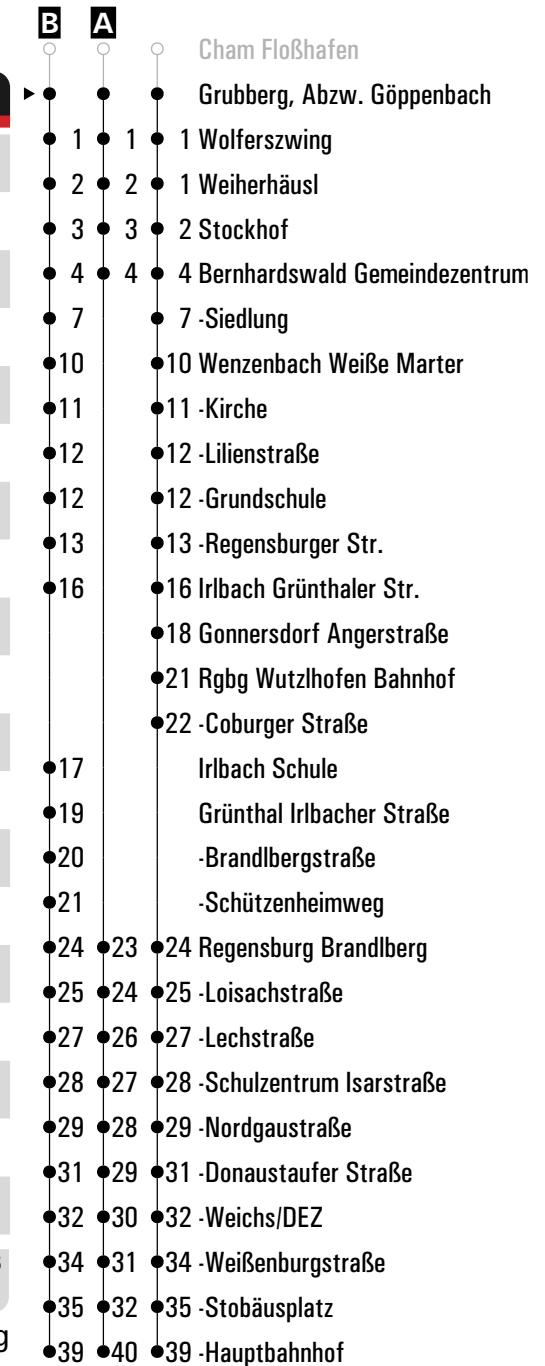 B A
Cham Floßhafen
Grubberg, Abzw. Göppenbach
1 1 1 Wolferszwing
2 2 1 Weiherhäusl
3 3 2 Stockhof
4 4 4 Bernhardswald Gemeindezentrum
7 7 -Siedlung
10 10 Wenzenbach Weiße Marter
11 11 -Kirche
12 12 -Lilienstraße
12 12 -Grundschule
13 13 -Regensburger Str.
16 16 Irlbach Grünthaler Str.
18 Gonnersdorf Angerstraße
21 Rgbg Wutzlhofen Bahnhof
22 -Coburger Straße
17 Irlbach Schule
19 Grünthal Irlbacher Straße
20 -Brandlbergstraße
21 -Schützenheimweg
24 23 24 Regensburg Brandlberg
25 24 25 -Loisachstraße
27 26 27 -Lechstraße
28 27 28 -Schulzentrum Isarstraße
29 28 29 -Nordgaustraße
31 29 31 -Donaustaufer Straße
32 30 32 -Weichs/DEZ
34 31 34 -Weißenburgstraße
35 32 35 -Stobäusplatz
g
39 40 39 -Hauptbahnhof